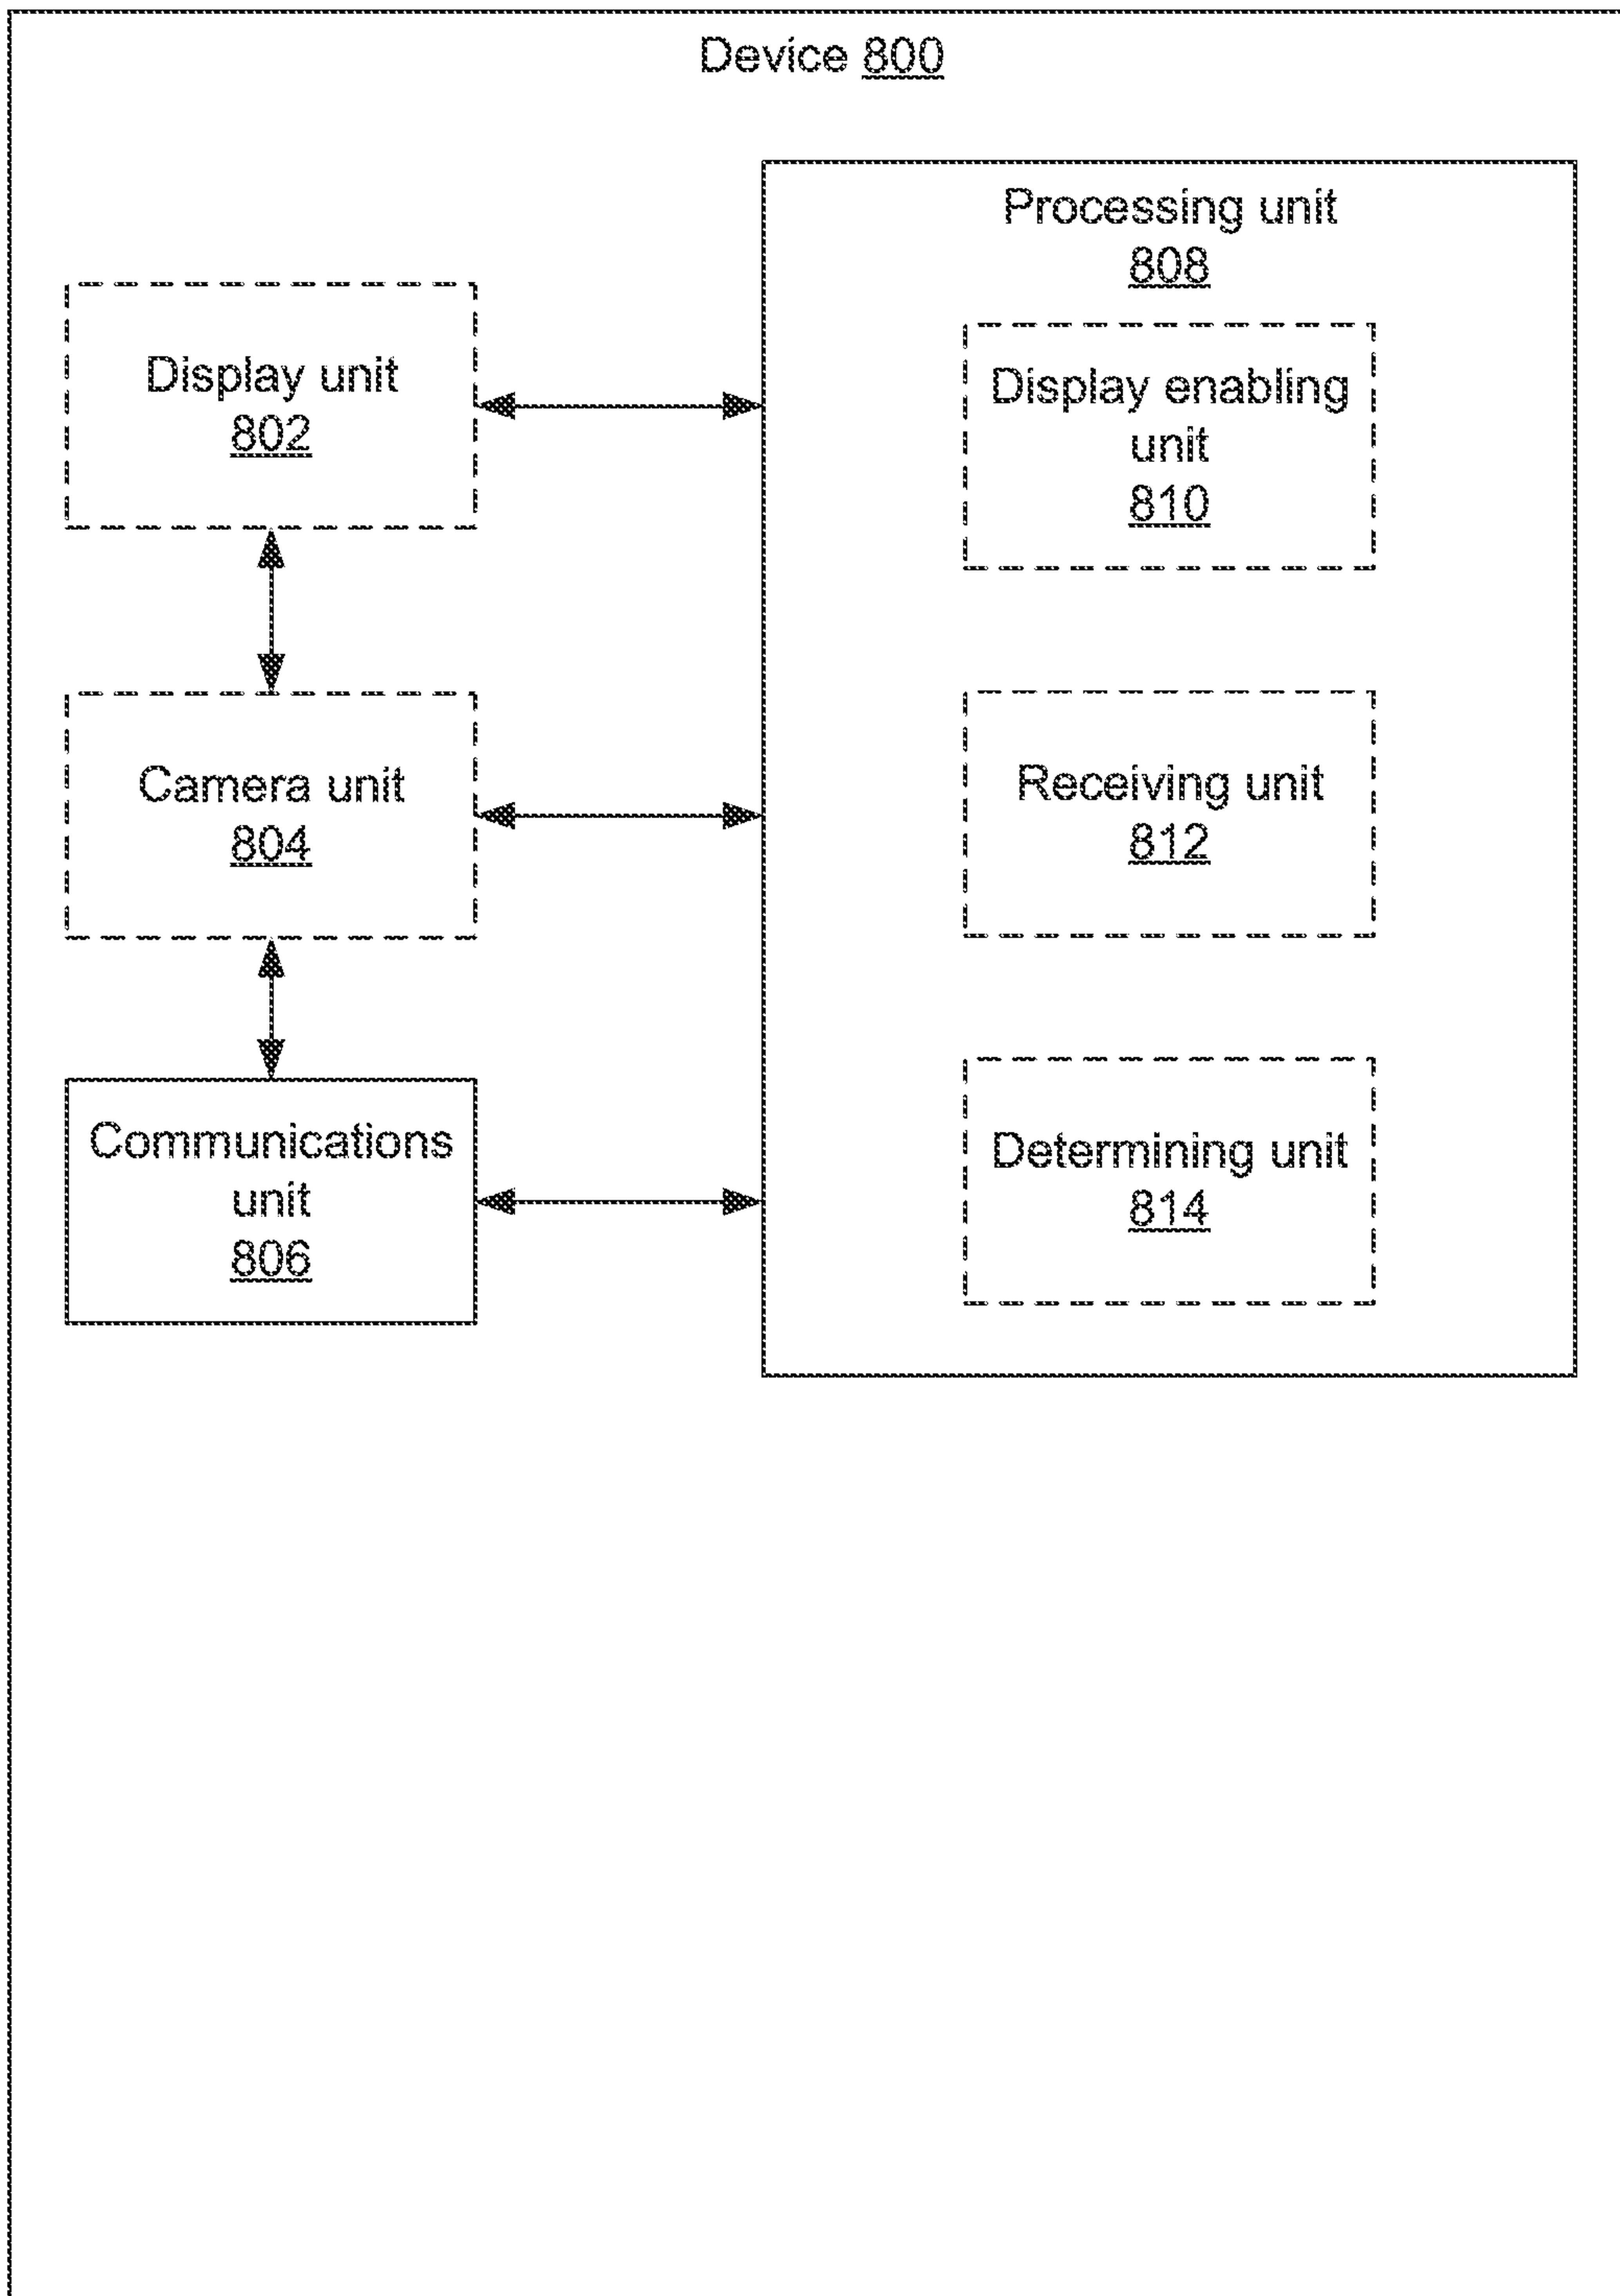 Device 800
Processing unit
808
Display unit
802
Display enabling
unit
810
Camera unit
804
Receiving unit
812
Communications
unit
806
Determining unit
814